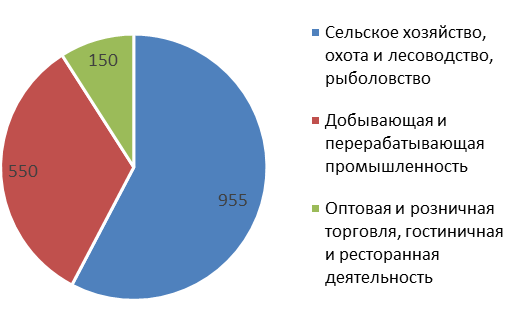 150
550
955
Сельское хозяйство,
охота и лесоводство,
рыболовство
Добывающая и
перерабатывающая
промышленность
Оптовая и розничная
торговля, гостиничная
и ресторанная
деятельность